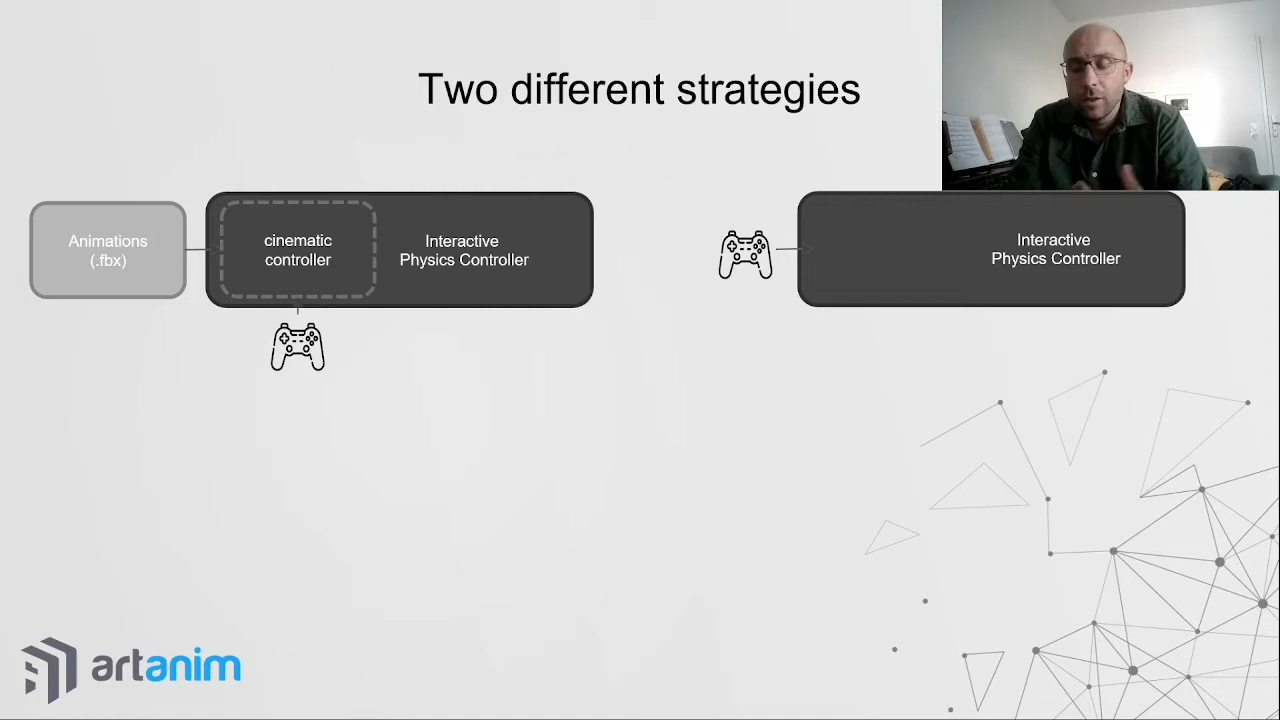 Two different strategies
Animations
(.fbx)
cinematic
controller
Interactive
Physics Controller
Interactive
Physics Controller
artanim